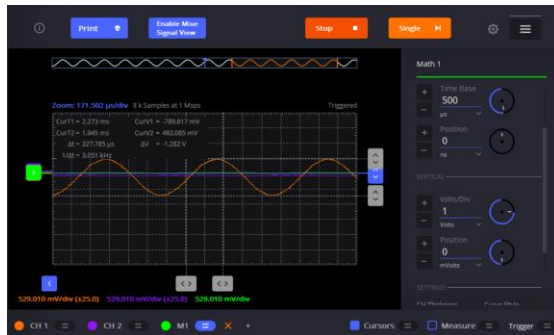 Print
Enable Mixe
Signal View
Stop
Single
Math 1
Time Base
500
µs
Position
0
ns
VERTICAL
Volts/Div
1
Volts
Position
0
mVolts
SETTINGS
Zoom: 171.502 µs/div 8 k Samples at 1 Msps Triggered
CurT1 = 2,273 ms CurV1 = -789.817 mV
CurT2 = 1.945 ms CurV2 = 492,085 mV
Δt = 327.785 µs ΔV = -1,282 V
1/Δt = 3,051 kHz
529.010 mV/div (±25.0) 529.010 mV/div (±25.0) 529.010 mV/div
CH 1 CH 2 M1 Cursors Measure Trigger